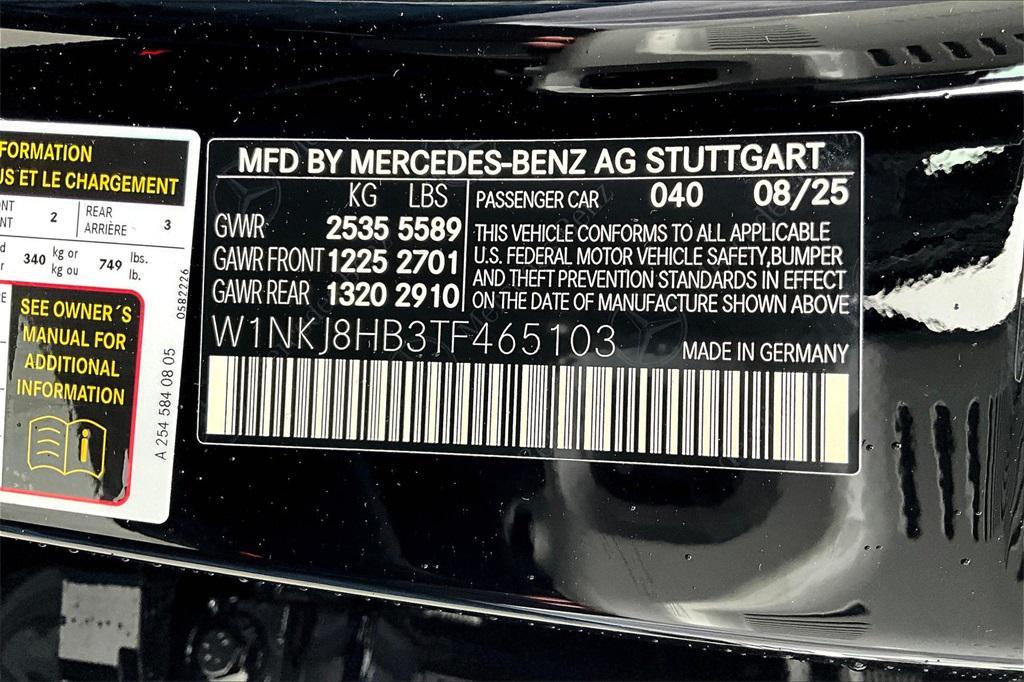 FORMATION
US ET LE CHARGEMENT
NT 2 REAR 3
NT ARRIÈRE
340 kg or 749 lbs.
kg ou lb.
0S82226
SEE OWNER´S
MANUAL FOR
ADDITIONAL
INFORMATION
A 254 584 08 05
MFD BY MERCEDES-BENZ AG STUTTGART
KG LBS
GVWR 2535 5589
GAWR FRONT 1225 2701
GAWR REAR 1320 2910
PASSENGER CAR 040 08/25
THIS VEHICLE CONFORMS TO ALL APPLICABLE
U.S. FEDERAL MOTOR VEHICLE SAFETY,BUMPER
AND THEFT PREVENTION STANDARDS IN EFFECT
ON THE DATE OF MANUFACTURE SHOWN ABOVE
W1NKJ8HB3TF465103
MADE IN GERMANY